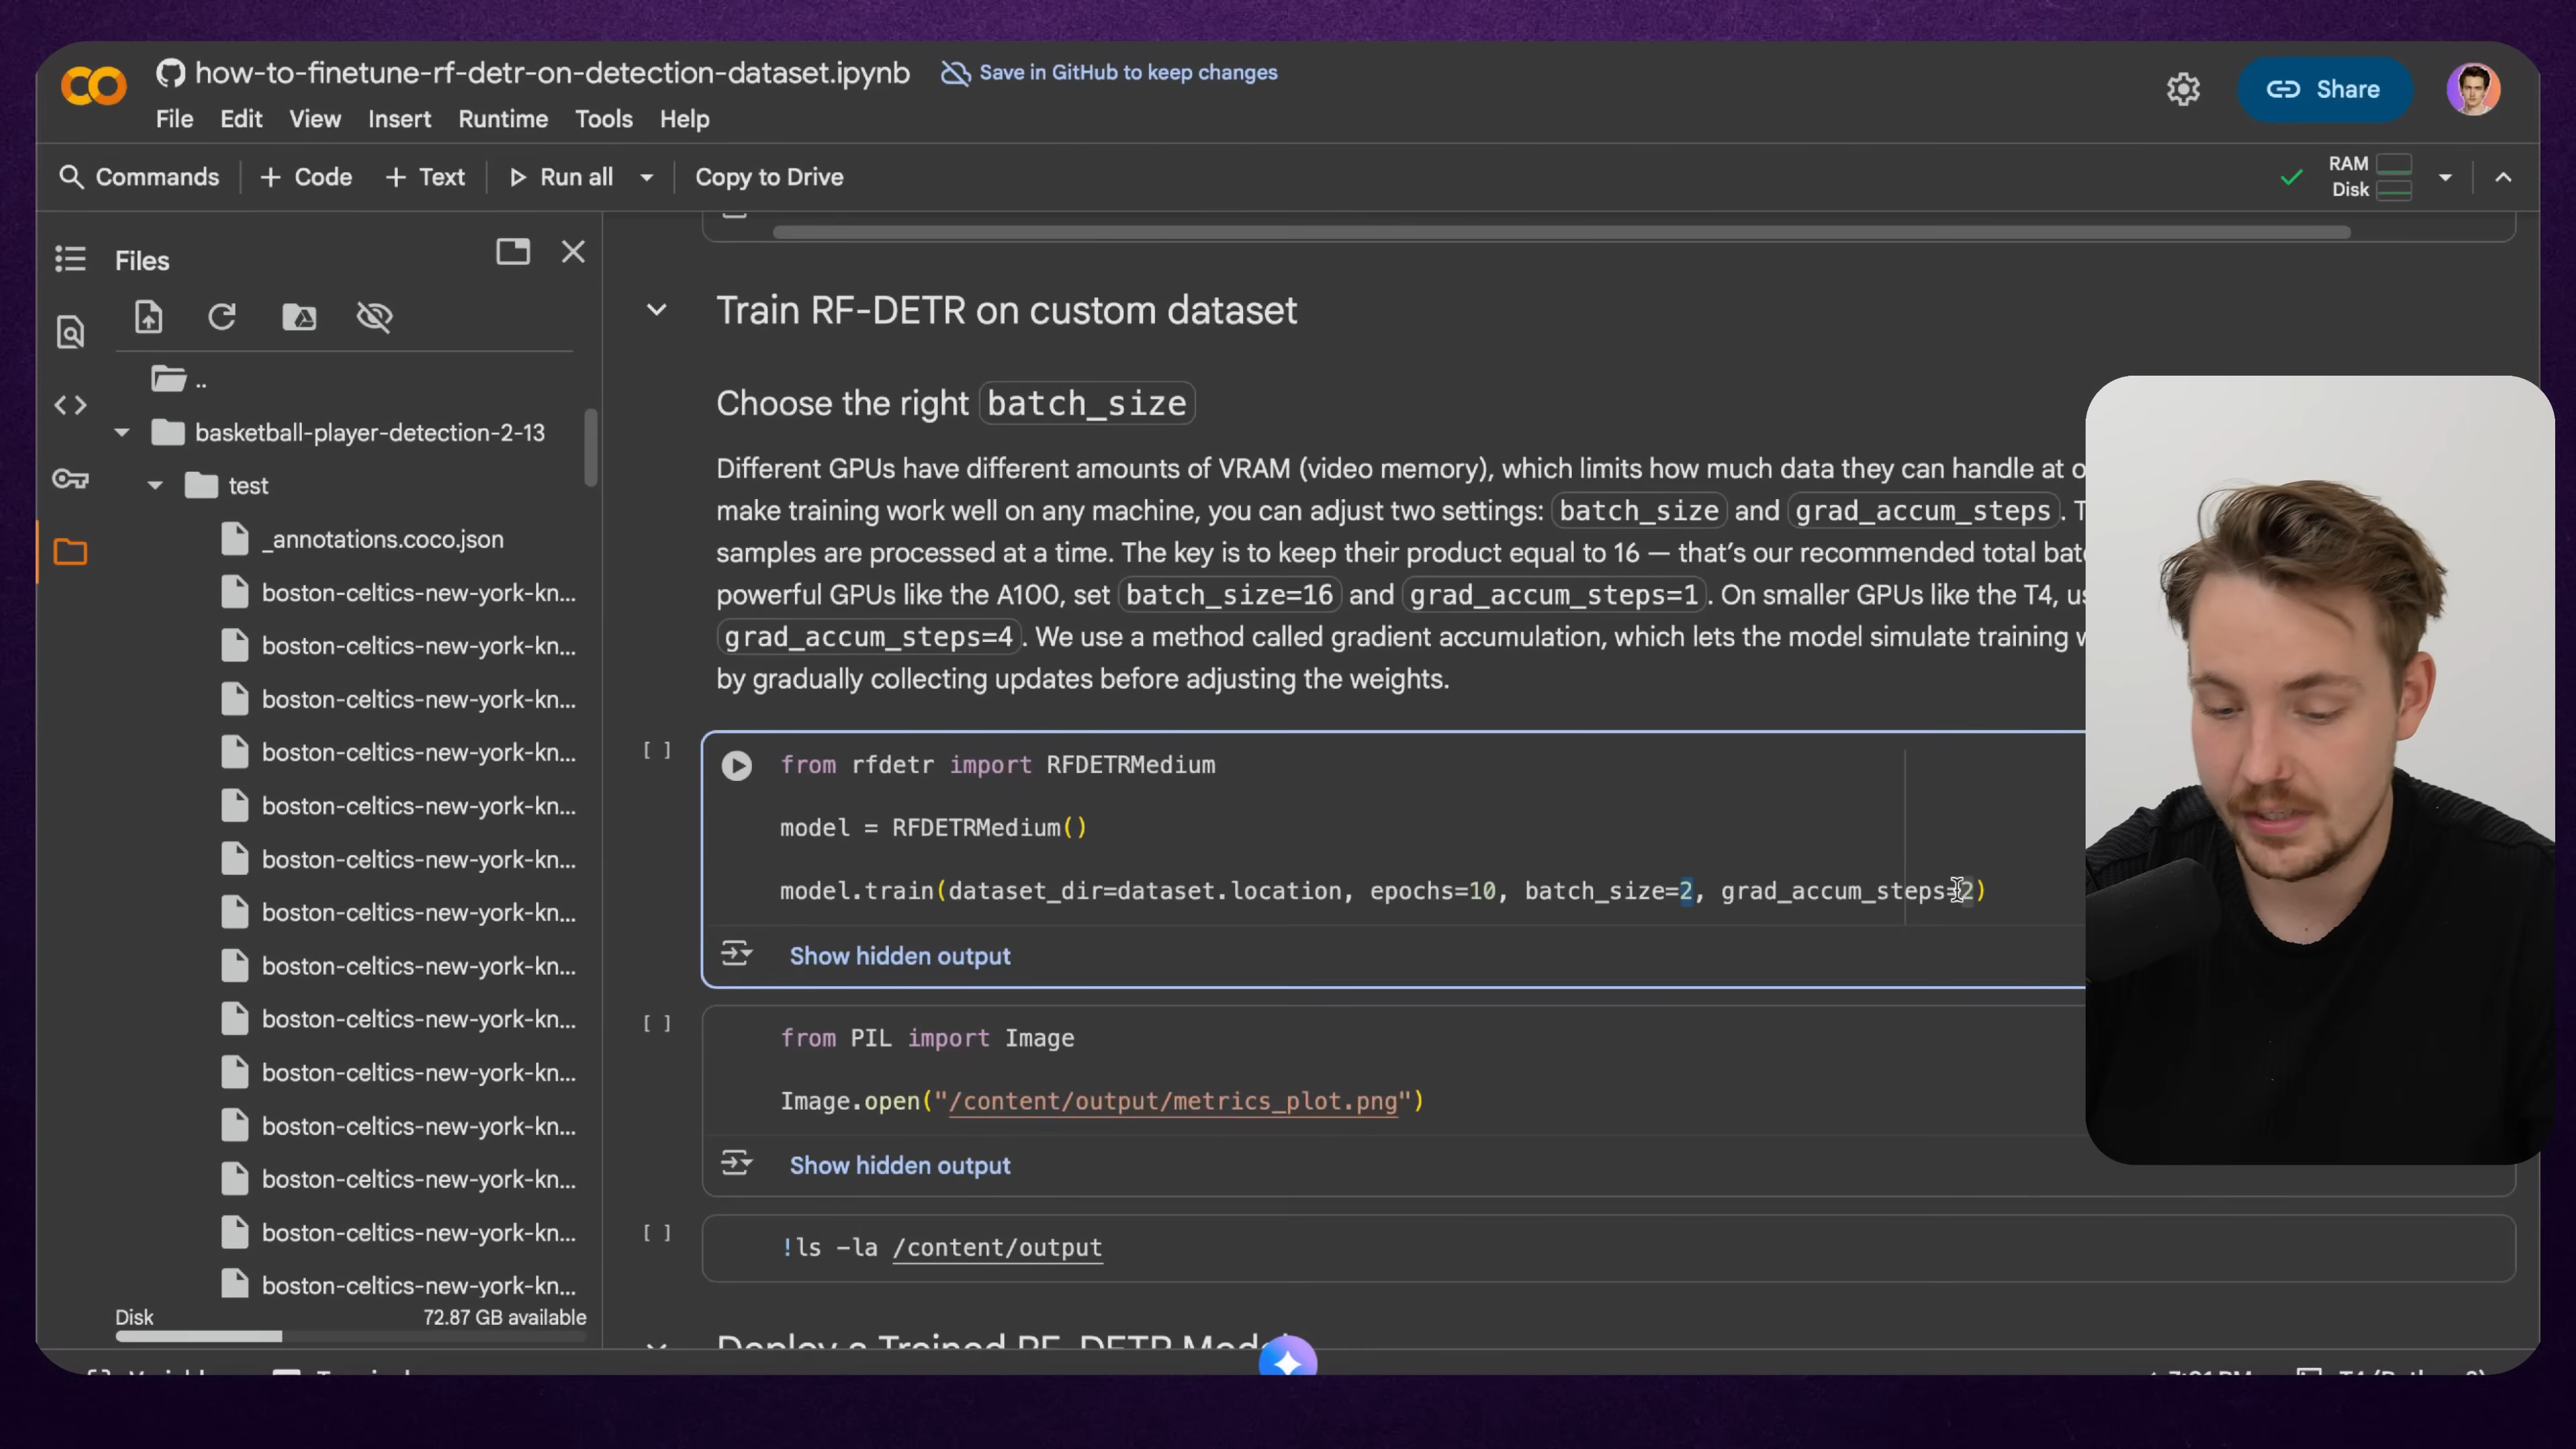 how-to-finetune-rf-detr-on-detection-dataset.ipynb
Save in GitHub to keep changes
Share
File Edit View Insert Runtime Tools Help
Commands + Code + Text Run all Copy to Drive
RAM
Disk
Files
..
basketball-player-detection-2-13
test
_annotations.coco.json
boston-celtics-new-york-kn...
boston-celtics-new-york-kn...
boston-celtics-new-york-kn...
boston-celtics-new-york-kn...
boston-celtics-new-york-kn...
boston-celtics-new-york-kn...
boston-celtics-new-york-kn...
boston-celtics-new-york-kn...
boston-celtics-new-york-kn...
boston-celtics-new-york-kn...
boston-celtics-new-york-kn...
boston-celtics-new-york-kn...
boston-celtics-new-york-kn...
boston-celtics-new-york-kn...
Disk 72.87 GB available
Train RF-DETR on custom dataset
Choose the right batch_size
Different GPUs have different amounts of VRAM (video memory), which limits how much data they can handle at
make training work well on any machine, you can adjust two settings: batch_size and grad_accum_steps.
samples are processed at a time. The key is to keep their product equal to 16 — that's our recommended total
powerful GPUs like the A100, set batch_size=16 and grad_accum_steps=1. On smaller GPUs like the T4,
grad_accum_steps=4. We use a method called gradient accumulation, which lets the model simulate training
by gradually collecting updates before adjusting the weights.
[ ]
from rfdetr import RFDETRMedium
model = RFDETRMedium()
model.train(dataset_dir=dataset.location, epochs=10, batch_size=2, grad_accum_steps=2)
Show hidden output
[ ]
from PIL import Image
Image.open("/content/output/metrics_plot.png")
Show hidden output
[ ]
!ls -la /content/output
Deploy a Trained RF-DETR Model